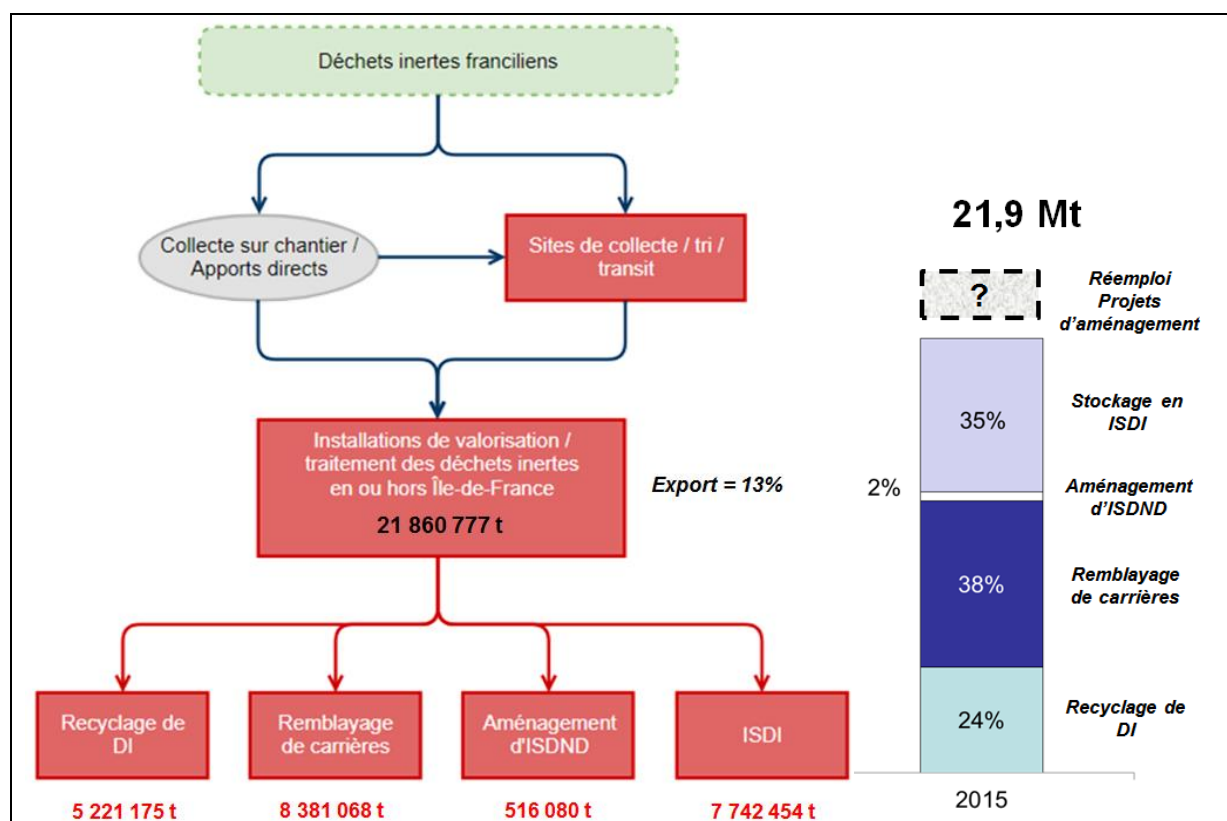 Déchets inertes franciliens
Collecte sur chantier /
Apports directs
Sites de collecte / tri /
transit
Installations de valorisation /
traitement des déchets inertes
en ou hors Île-de-France
21 860 777 t
Export = 13%
Recyclage de
DI
Remblayage
de carrières
Aménagement
d'ISDND
ISDI
5 221 175 t
8 381 068 t
516 080 t
7 742 454 t
21,9 Mt
?
Réemploi
Projets
d’aménagement
35%
Stockage en
ISDI
2%
Aménagement
d’ISDND
38%
Remblayage
de carrières
24%
Recyclage de
DI
2015